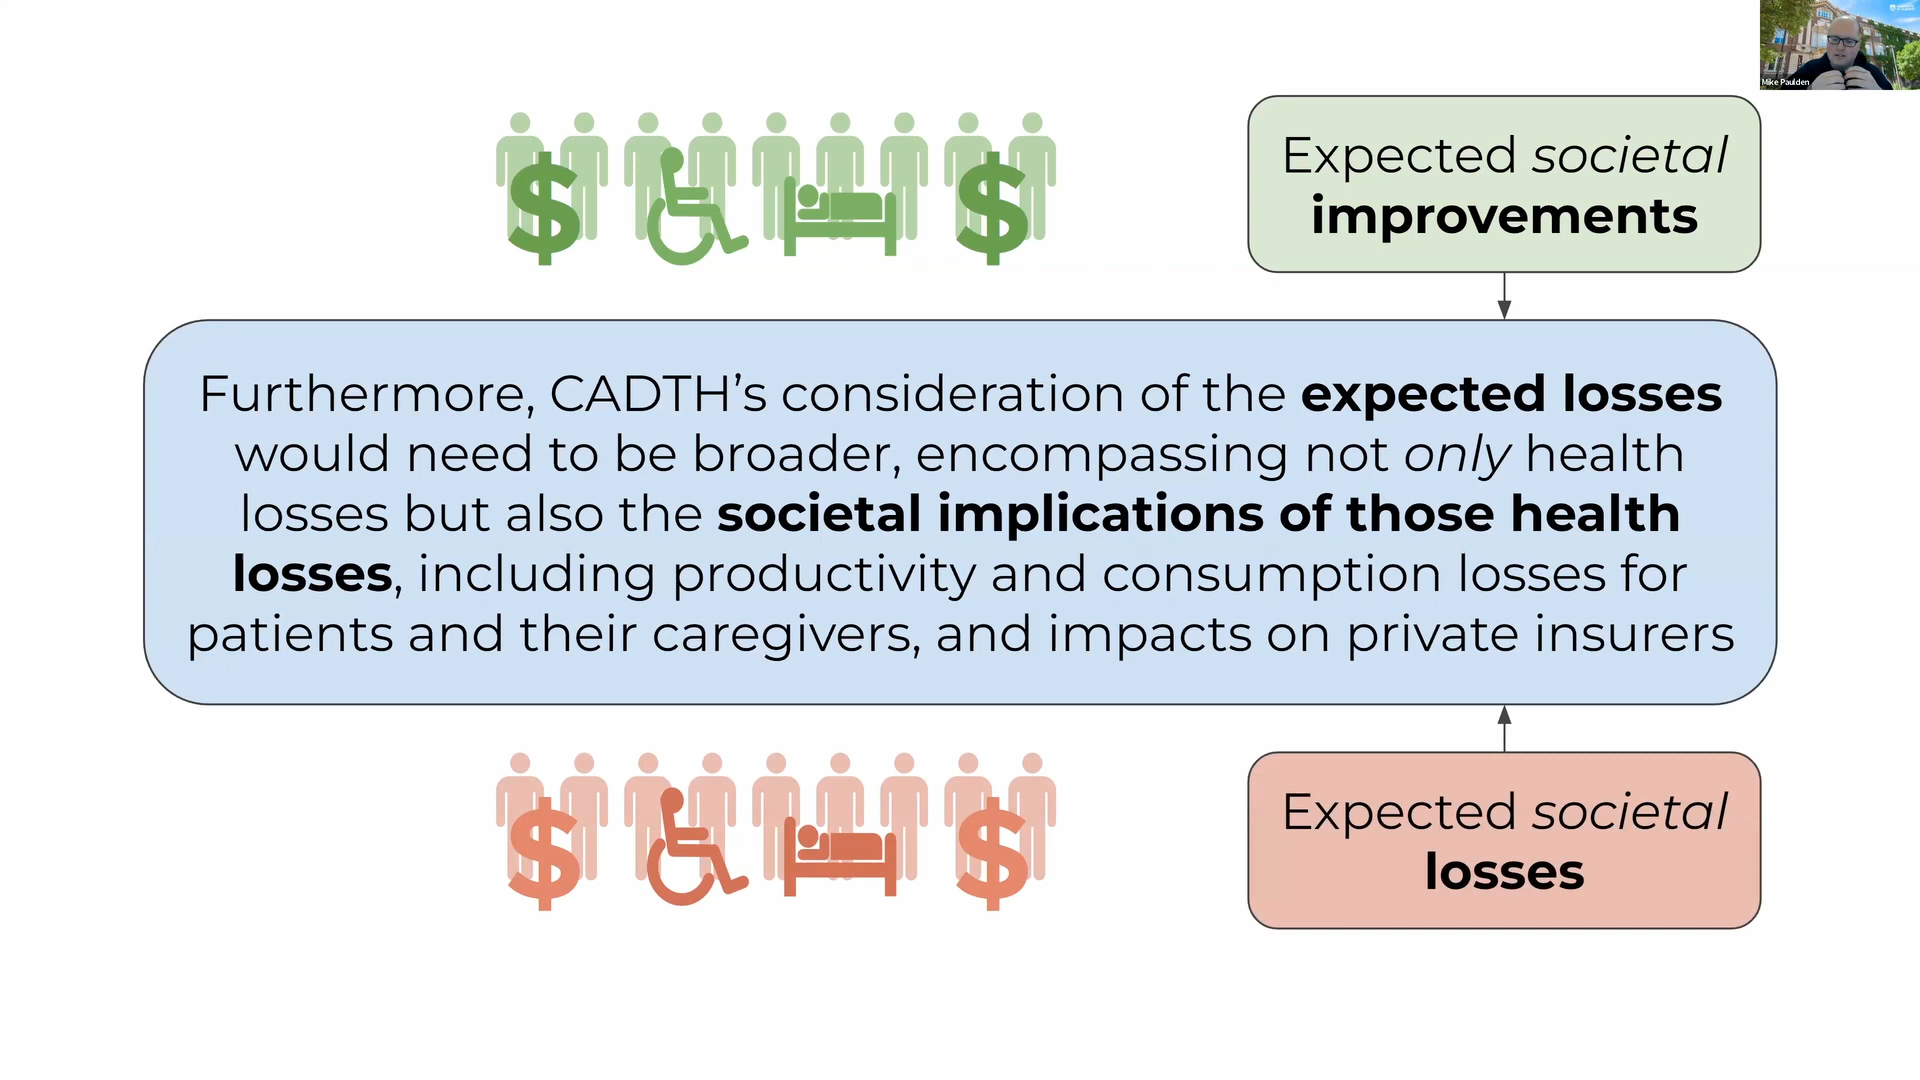 Mike Paulden
Expected societal
improvements
$
$
Furthermore, CADTH’s consideration of the expected losses
would need to be broader, encompassing not only health
losses but also the societal implications of those health
losses, including productivity and consumption losses for
patients and their caregivers, and impacts on private insurers
$
$
Expected societal
losses